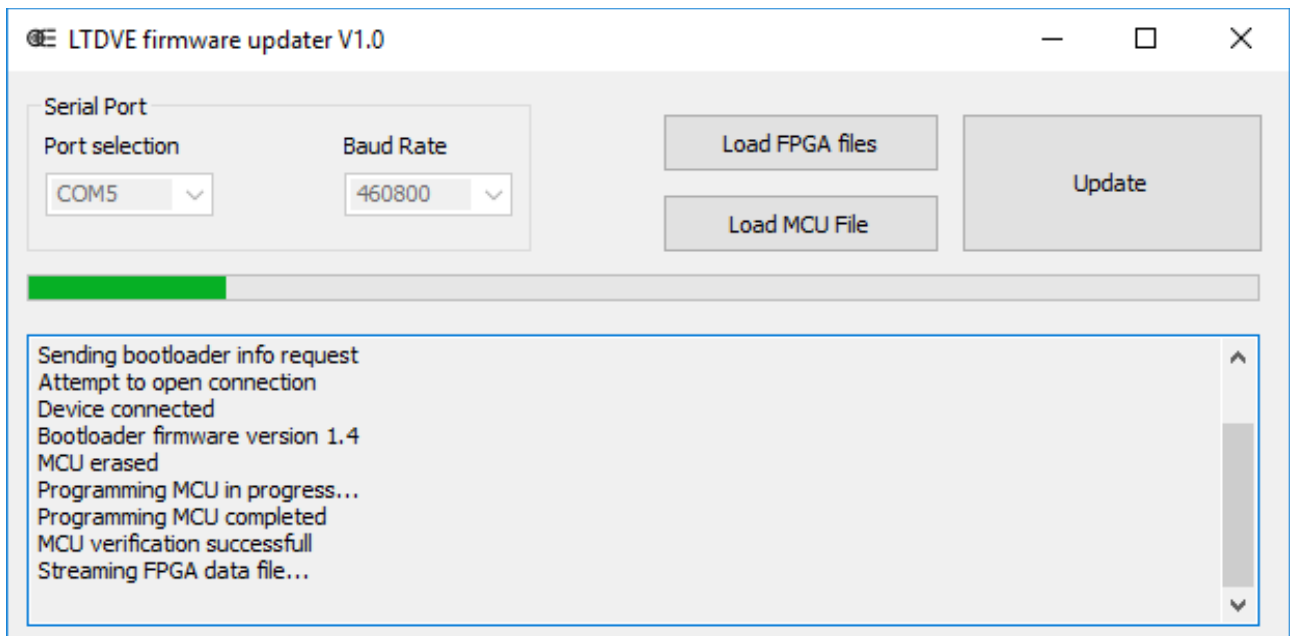 LTDVE firmware updater V1.0
Serial Port
Port selection
Baud Rate
COM5
460800
Load FPGA files
Load MCU File
Update
Sending bootloader info request
Attempt to open connection
Device connected
Bootloader firmware version 1.4
MCU erased
Programming MCU in progress...
Programming MCU completed
MCU verification successfull
Streaming FPGA data file...